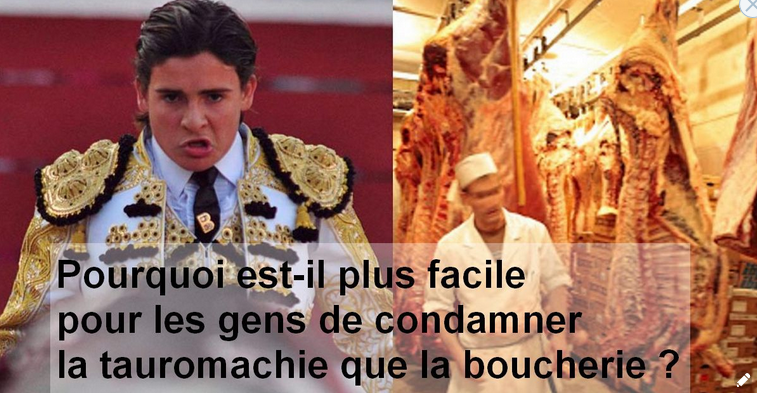 B
Pourquoi est-il plus facile
pour les gens de condamner
la tauromachie que la boucherie ?